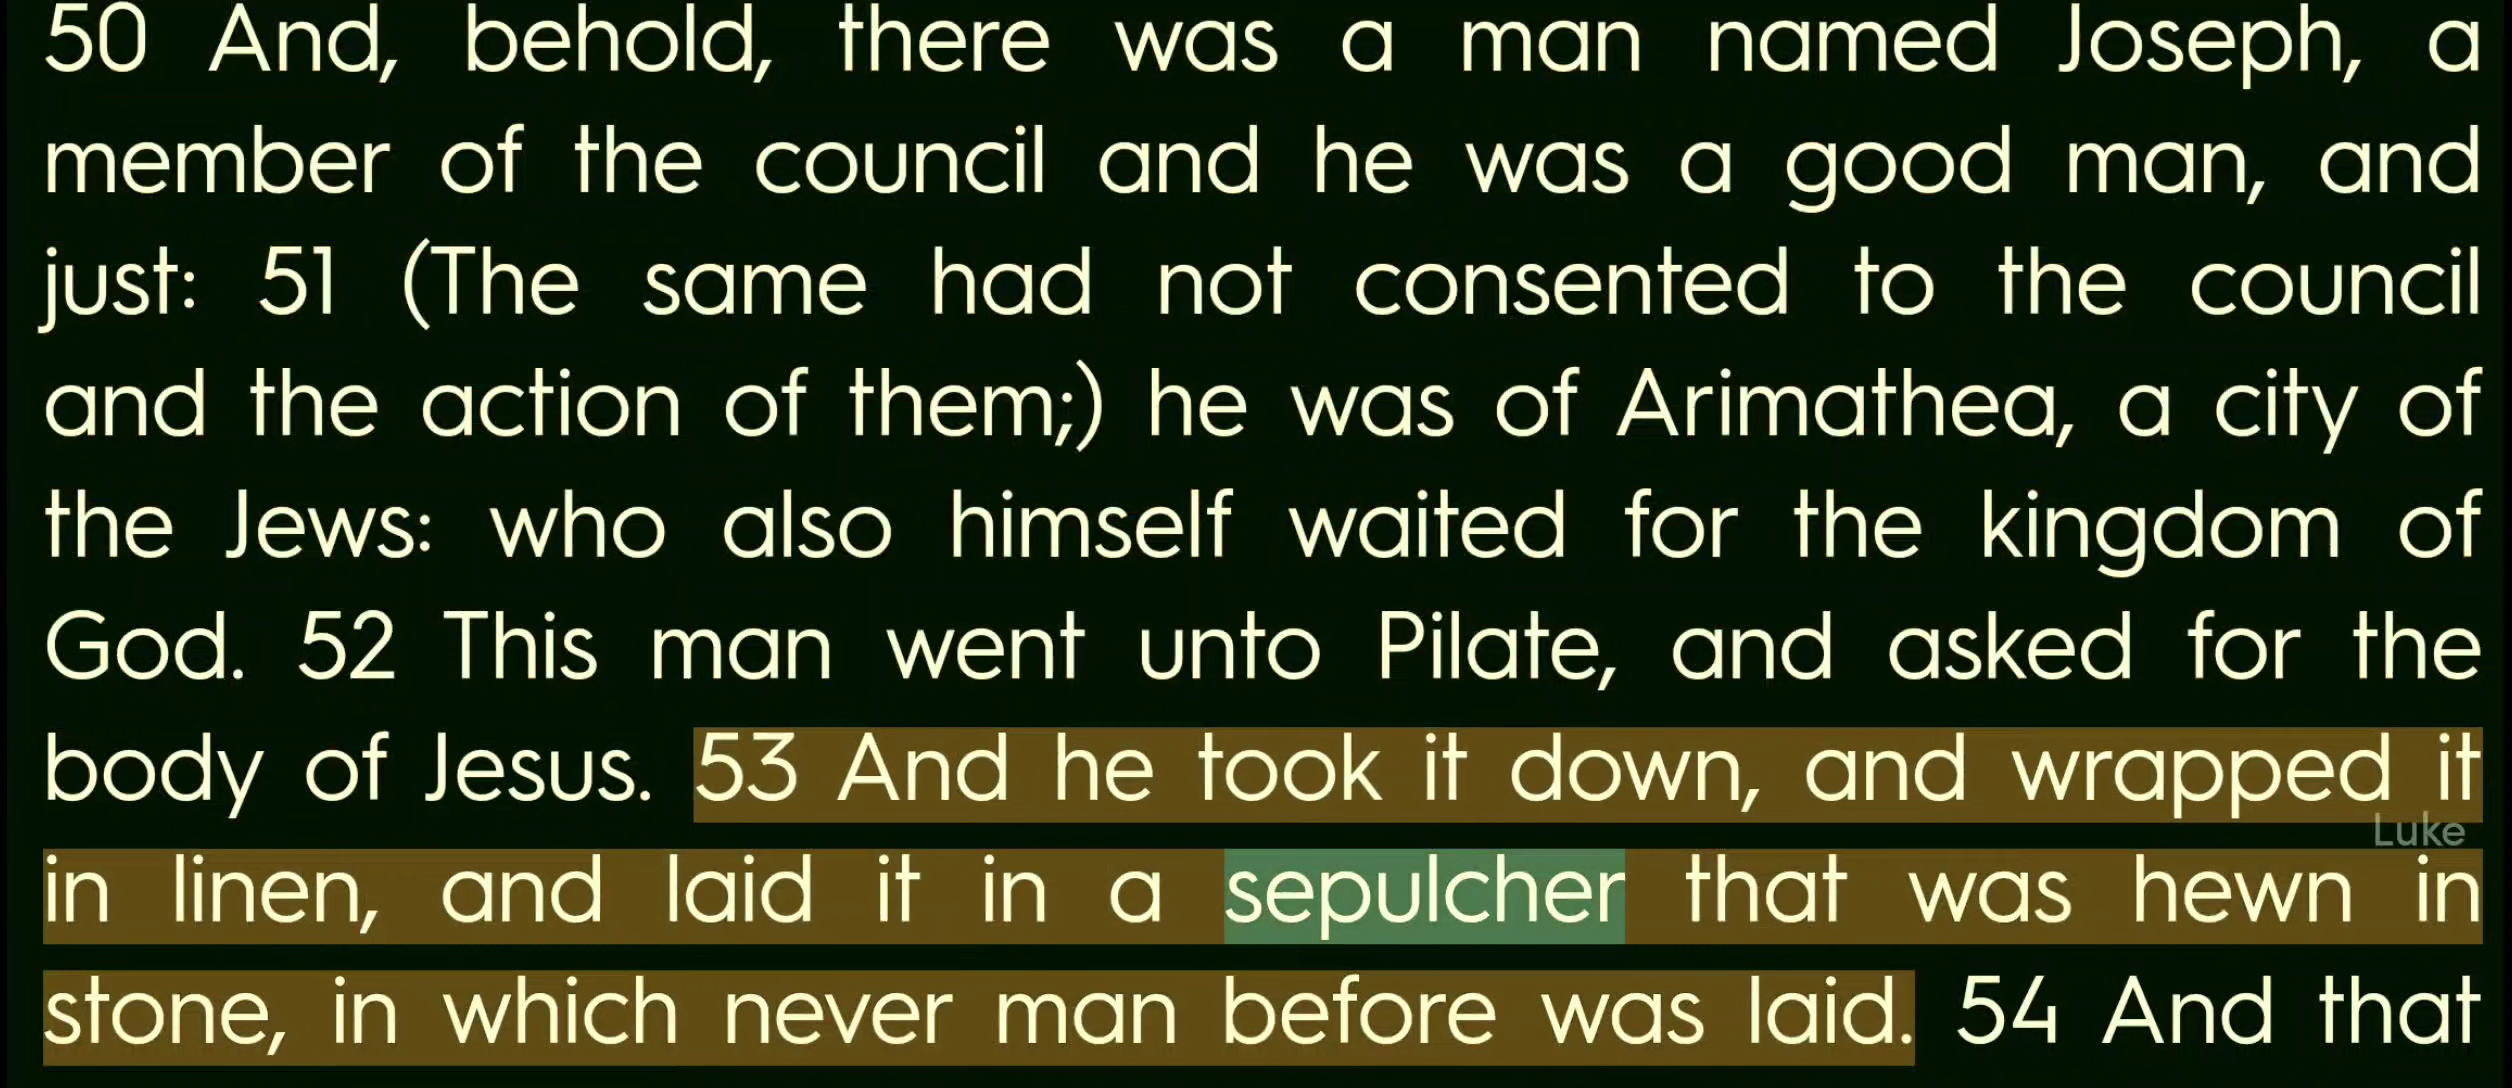 50 And, behold, there was a man named Joseph, a
member of the council and he was a good man, and
just: 51 (The same had not consented to the council
and the action of them;) he was of Arimathea, a city of
the Jews: who also himself waited for the kingdom of
God. 52 This man went unto Pilate, and asked for the
body of Jesus. 53 And he took it down, and wrapped it
Luke
in linen, and laid it in a sepulcher that was hewn in
stone, in which never man before was laid. 54 And that